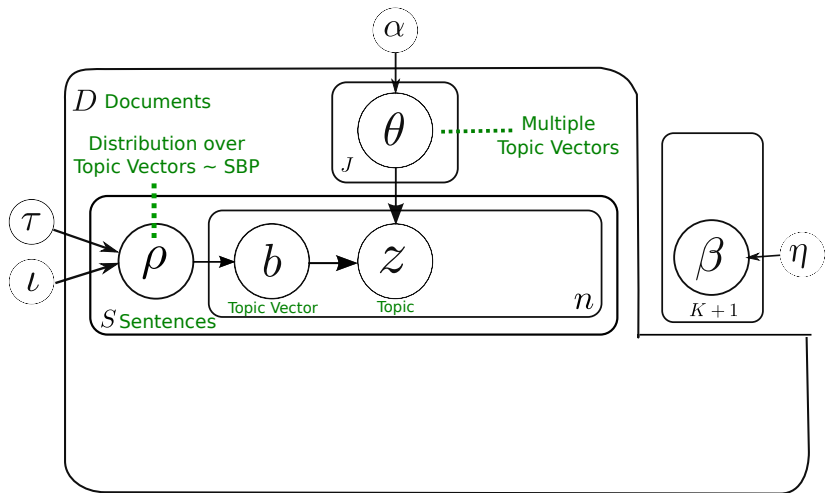 α
D Documents
θ
J
Multiple
Topic Vectors
Distribution over
Topic Vectors ~ SBP
τ
ι
ρ
b
z
Topic Vector
Topic
n
S Sentences
β
K + 1
η